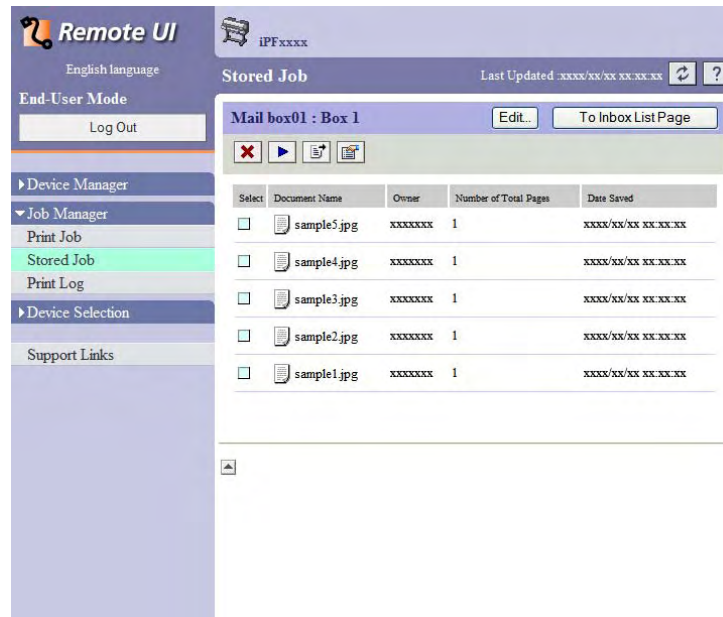 Remote UI
English language
End-User Mode
Log Out
Device Manager
Job Manager
Print Job
Stored Job
Print Log
Device Selection
Support Links
iPFxxxx
Stored Job
Last Updated :xxxx/xx/xx xx:xx:xx
?
Mail box01 : Box 1
Edit...
To Inbox List Page
Select Document Name Owner Number of Total Pages Date Saved
sample5.jpg xxxxxxx 1 xxxx/xx/xx xx:xx:xx
sample4.jpg xxxxxxx 1 xxxx/xx/xx xx:xx:xx
sample3.jpg xxxxxxx 1 xxxx/xx/xx xx:xx:xx
sample2.jpg xxxxxxx 1 xxxx/xx/xx xx:xx:xx
sample1.jpg xxxxxxx 1 xxxx/xx/xx xx:xx:xx